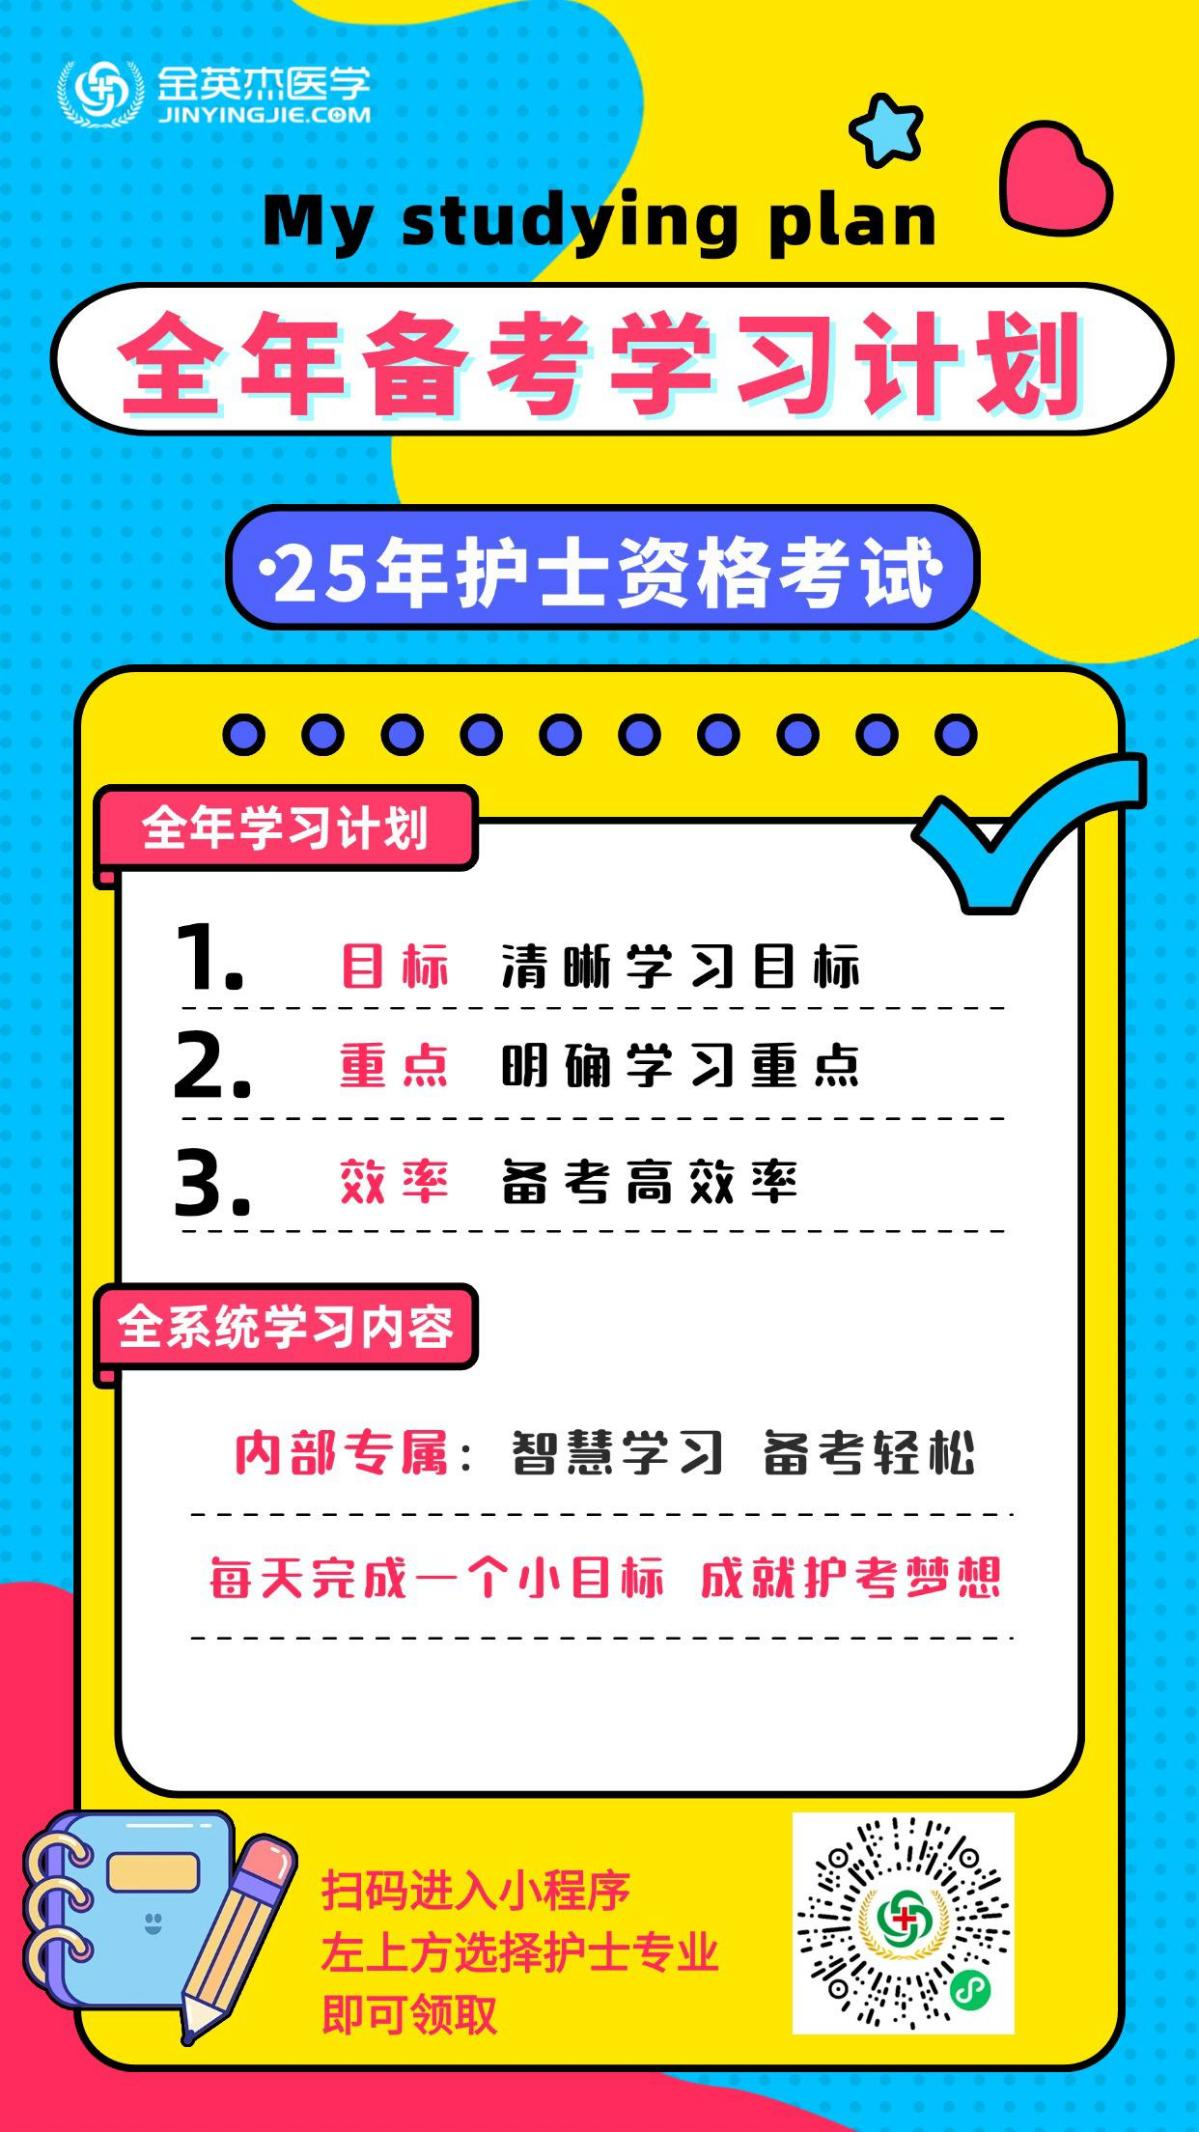 金英杰医学
JINYINGJIE.COM
My studying plan
全年备考学习计划
25年护士资格考试
全年学习计划
1. 目标 清晰学习目标
2. 重点 明确学习重点
3. 效率 备考高效率
全系统学习内容
内部专属：智慧学习 备考轻松
每天完成一个小目标 成就护考梦想
扫码进入小程序
左上方选择护士专业
即可领取